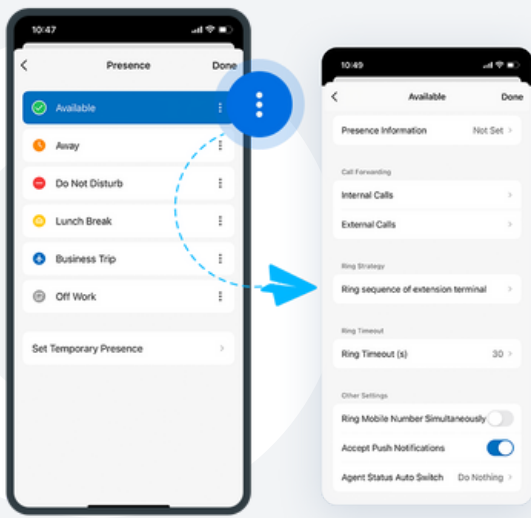 10:47
Presence
Done
Available
Away
Do Not Disturb
Lunch Break
Business Trip
Off Work
Set Temporary Presence
10:49
Available
Done
Presence Information
Not Set
Call Forwarding
Internal Calls
External Calls
Ring Strategy
Ring sequence of extension terminal
Ring Timeout
Ring Timeout (s)
30
Other Settings
Ring Mobile Number Simultaneously
Accept Push Notifications
Agent Status Auto Switch
Do Nothing